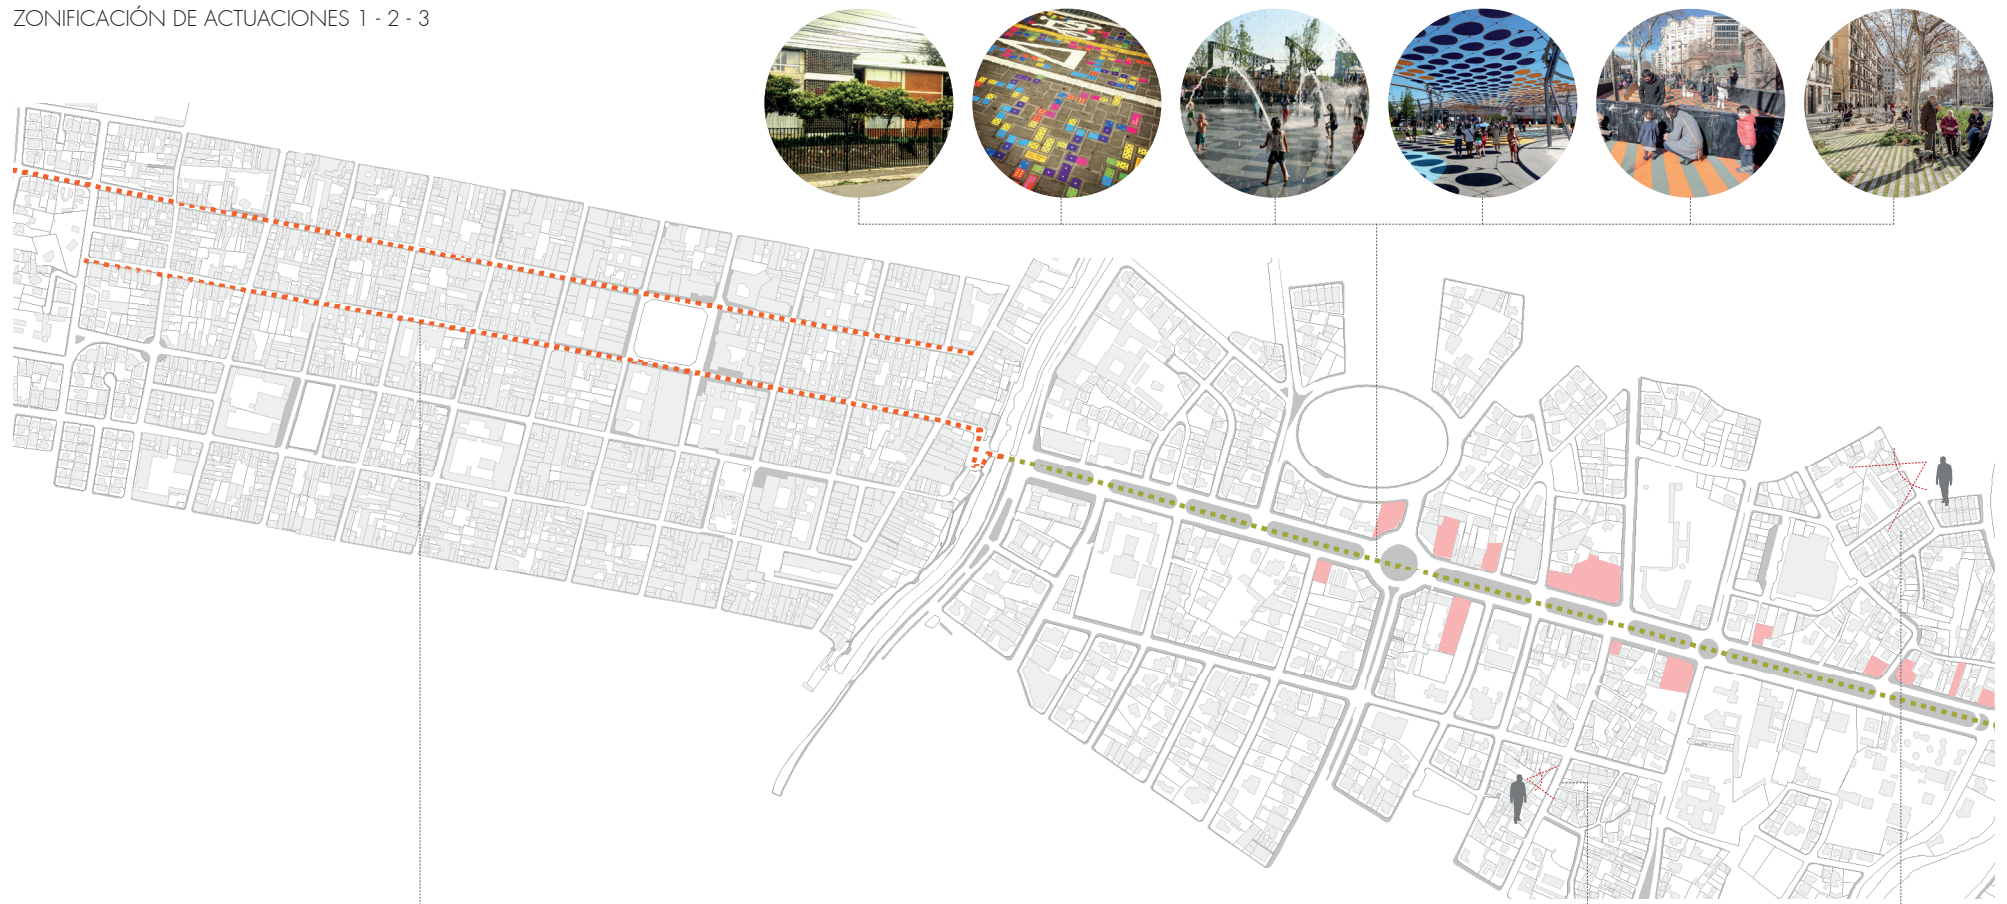 ZONIFICACIÓN DE ACTUACIONES 1 - 2 - 3